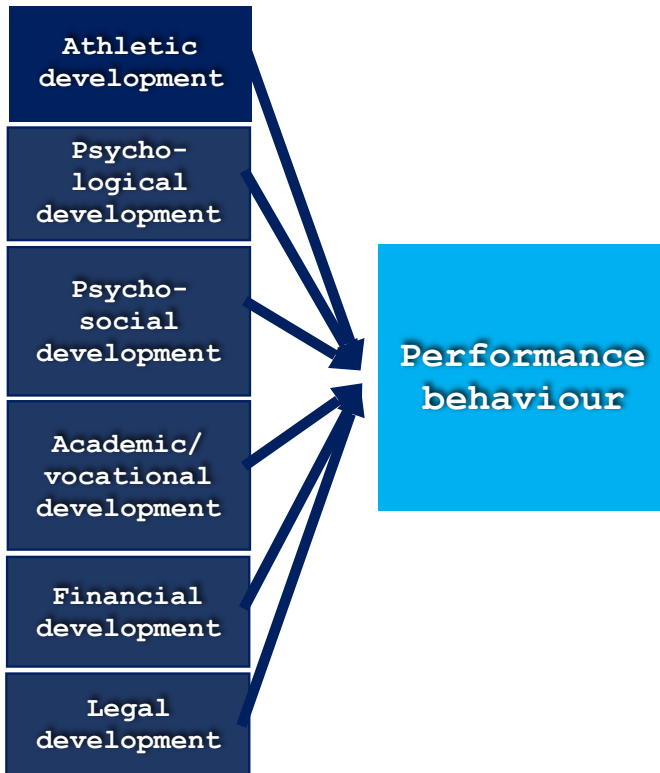 Athletic
development
Psycho-
logical
development
Psycho-
social
development
Academic/
vocational
development
Financial
development
Legal
development
Performance
behaviour